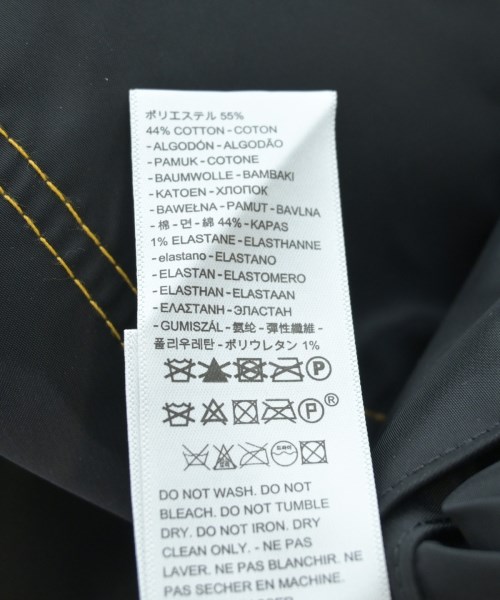 ポリエステル 55%
44% COTTON - COTON
- ALGODÓN - ALGODÃO
- PAMUK - COTONE
- BAUMWOLLE - BAMBAKI
- KATOEN - ХЛОПОК
- BAWEŁNA - PAMUT - BAVLNA
- 棉 - 면 - 綿 44% - KAPAS
1% ELASTANE - ELASTHANNE
- elastano - ELASTANO
- ELASTAN - ELASTOMERO
- ELASTHAN - ELASTAAN
- ΕΛΑΣΤΑΝΗ - ЭЛАСТАН
- GUMISZÁL - 氨纶 - 彈性纖維 -
폴리우레탄 - ポリウレタン 1%
P
P ®
DO NOT WASH. DO NOT
BLEACH. DO NOT TUMBLE
DRY. DO NOT IRON. DRY
CLEAN ONLY. - NE PAS
LAVER. NE PAS BLANCHIR. NE
PAS SECHER EN MACHINE.